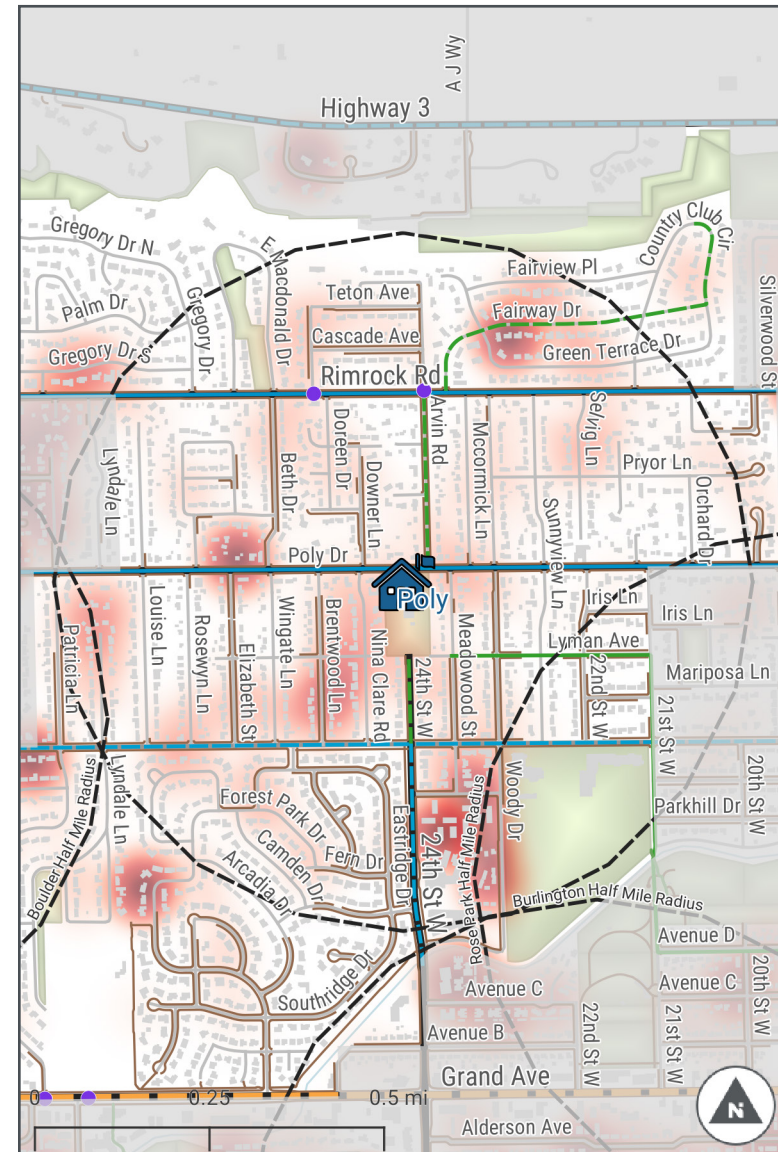 A J Wy
Highway 3
Gregory Dr N
E Macdonald Dr
Fairview Pl
Country Club Cir
Silverwood St
Palm Dr
Gregory Dr
Teton Ave
Fairway Dr
Gregory Dr S
Cascade Ave
Green Terrace Dr
Rimrock Rd
Lyndale Ln
Beth Dr
Doreen Dr
Downer Ln
Arvin Rd
Mccormick Ln
Selvig Ln
Pryor Ln
Sunnyview Ln
Orchard Dr
Poly Dr
Poly
Iris Ln
Iris Ln
Patricia Ln
Louise Ln
Rosewyn Ln
Elizabeth St
Wingate Ln
Brentwood Ln
Nina Clare Rd
24th St W
Meadowood St
Lyman Ave
22nd St W
Mariposa Ln
21st St W
Lyndale Ln
Boulder Half Mile Radius
Forest Park Dr
Camden Dr
Fern Dr
Arcadia Dr
Eastridge Dr
24th St W
Rose Park Half Mile Radius
Woody Dr
20th St W
Parkhill Dr
Burlington Half Mile Radius
Avenue D
Southridge Dr
Avenue C
Avenue C
20th St W
Avenue B
22nd St W
21st St W
Grand Ave
0
0.25
0.5 mi
Alderson Ave
N